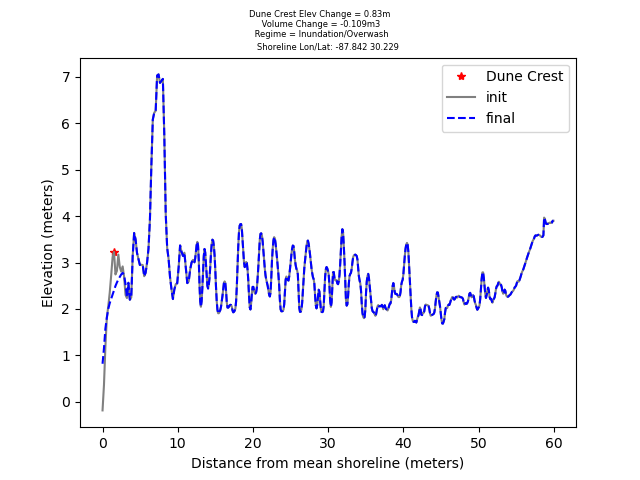 Dune Crest Elev Change = 0.83m
Volume Change = -0.109m3
Regime = Inundation/Overwash
Shoreline Lon/Lat: -87.842 30.229
Dune Crest
init
final
7
6
5
4
3
2
1
0
Elevation (meters)
0 10 20 30 40 50 60
Distance from mean shoreline (meters)